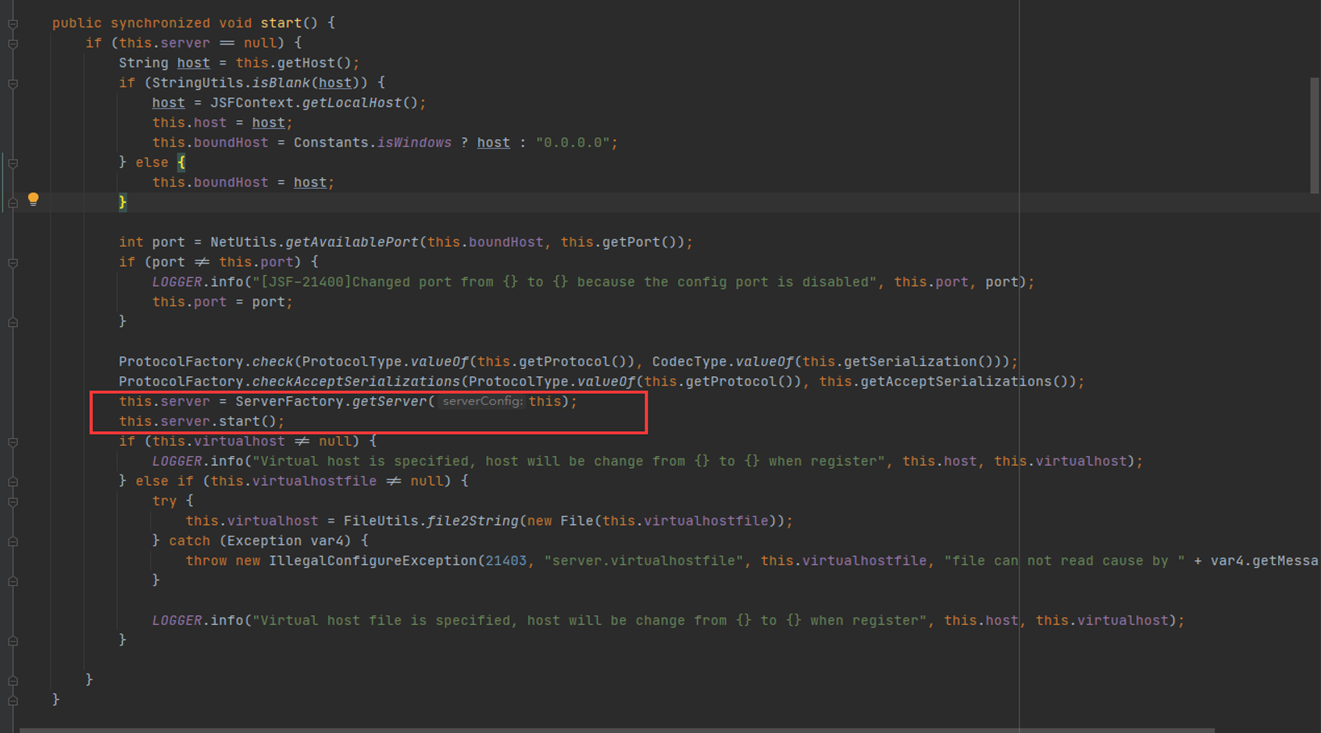 public synchronized void start() {
if (this.server == null) {
String host = this.getHost();
if (StringUtils.isBlank(host)) {
host = JSFContext.getLocalHost();
this.host = host;
this.boundHost = Constants.isWindows ? host : "0.0.0.0";
} else {
this.boundHost = host;
}
int port = NetUtils.getAvailablePort(this.boundHost, this.getPort());
if (port != this.port) {
LOGGER.info("[JSF-21400]Changed port from {} to {} because the config port is disabled", this.port, port);
this.port = port;
}
ProtocolFactory.check(ProtocolType.valueOf(this.getProtocol()), CodecType.valueOf(this.getSerialization()));
ProtocolFactory.checkAcceptSerializations(ProtocolType.valueOf(this.getProtocol()), this.getAcceptSerializations());
this.server = ServerFactory.getServer( serverConfig: this);
this.server.start();
if (this.virtualhost != null) {
LOGGER.info("Virtual host is specified, host will be change from {} to {} when register", this.host, this.virtualhost);
} else if (this.virtualhostfile != null) {
try {
this.virtualhost = FileUtils.file2String(new File(this.virtualhostfile));
} catch (Exception var4) {
throw new IllegalConfigureException(21403, "server.virtualhostfile", this.virtualhostfile, "file can not read cause by " + var4.getMessa
}
LOGGER.info("Virtual host file is specified, host will be change from {} to {} when register", this.host, this.virtualhost);
}
}
}